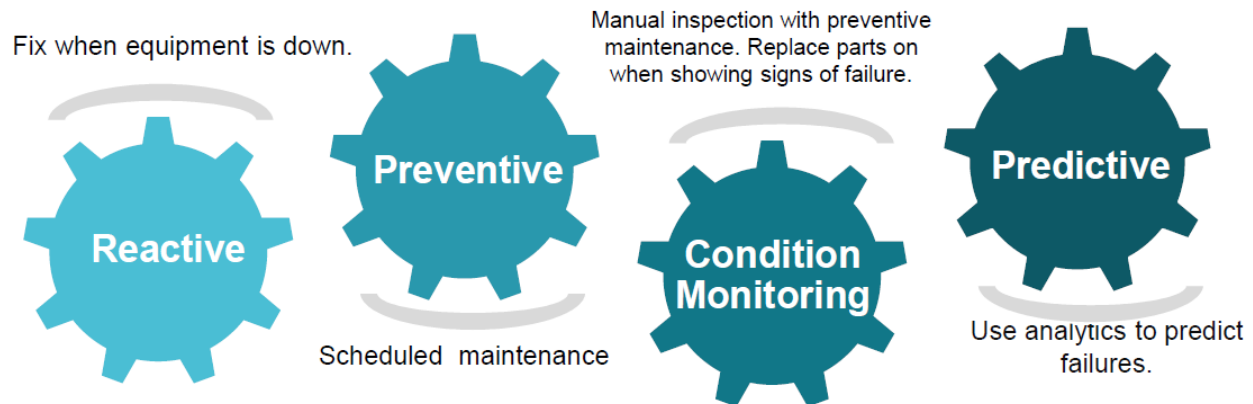 Fix when equipment is down.
Reactive
Preventive
Scheduled maintenance
Manual inspection with preventive
maintenance. Replace parts on
when showing signs of failure.
Condition
Monitoring
Predictive
Use analytics to predict
failures.